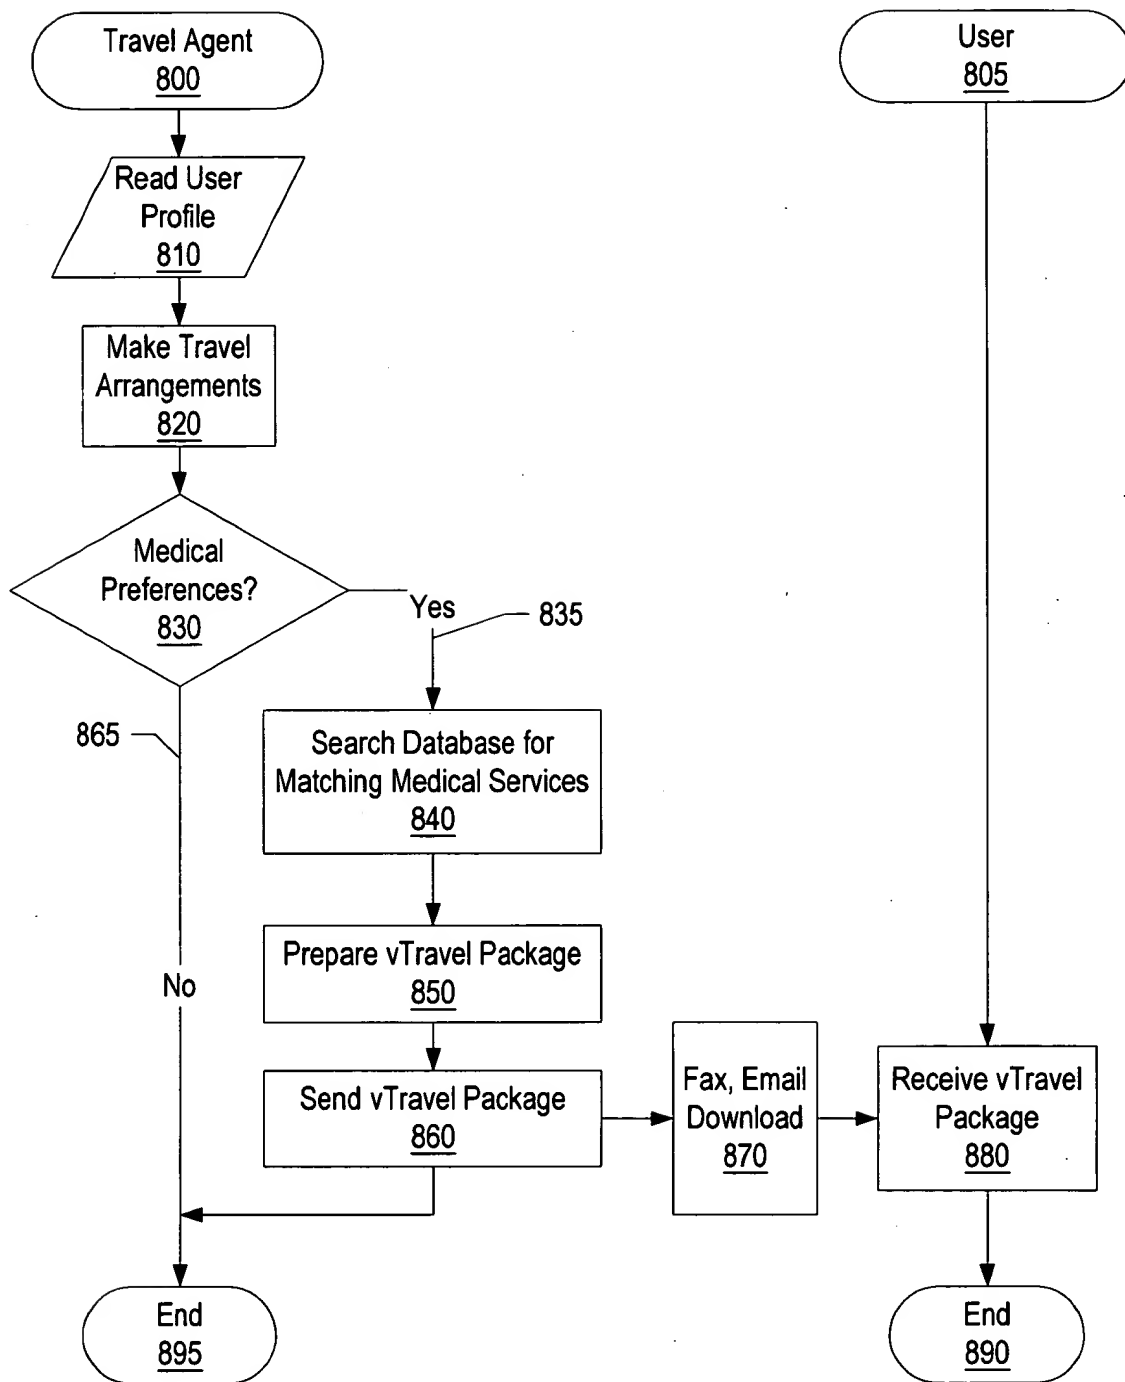 Travel Agent
800
User
805
Read User
Profile
810
Make Travel
Arrangements
820
Medical
Preferences?
830
Yes
835
865
Search Database for
Matching Medical Services
840
Prepare vTravel Package
850
No
Send vTravel Package
860
Fax, Email
Download
870
Receive vTravel
Package
880
End
895
End
890